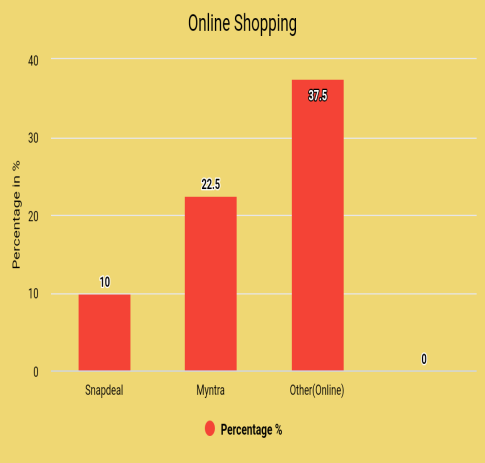 Online Shopping
Percentage in %
40
30
20
10
0
10
22.5
37.5
0
Snapdeal
Myntra
Other(Online)
Percentage %